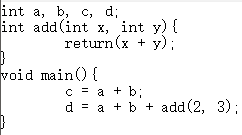 int a, b, c, d;
int add(int x, int y){
        return(x + y);
}
void main(){
        c = a + b;
        d = a + b + add(2, 3);
}